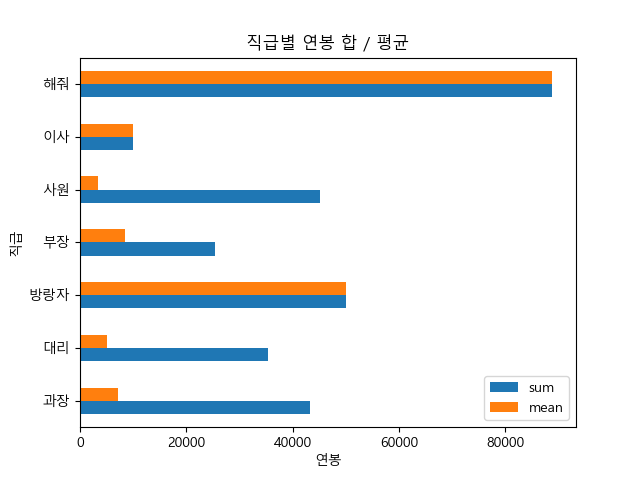 직급별 연봉 합 / 평균
직급
해줘
이사
사원
부장
방랑자
대리
과장
sum
mean
0 20000 40000 60000 80000
연봉